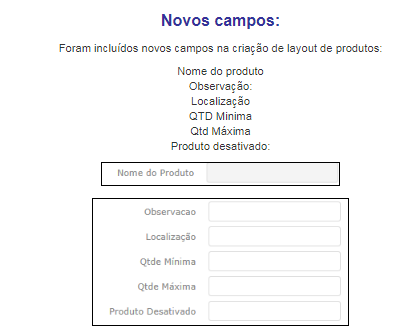 Novos campos:
Foram incluídos novos campos na criação de layout de produtos:
Nome do produto
Observação:
Localização
QTD Minima
Qtd Máxima
Produto desativado:
Nome do Produto
Observacao
Localização
Qtde Mínima
Qtde Máxima
Produto Desativado